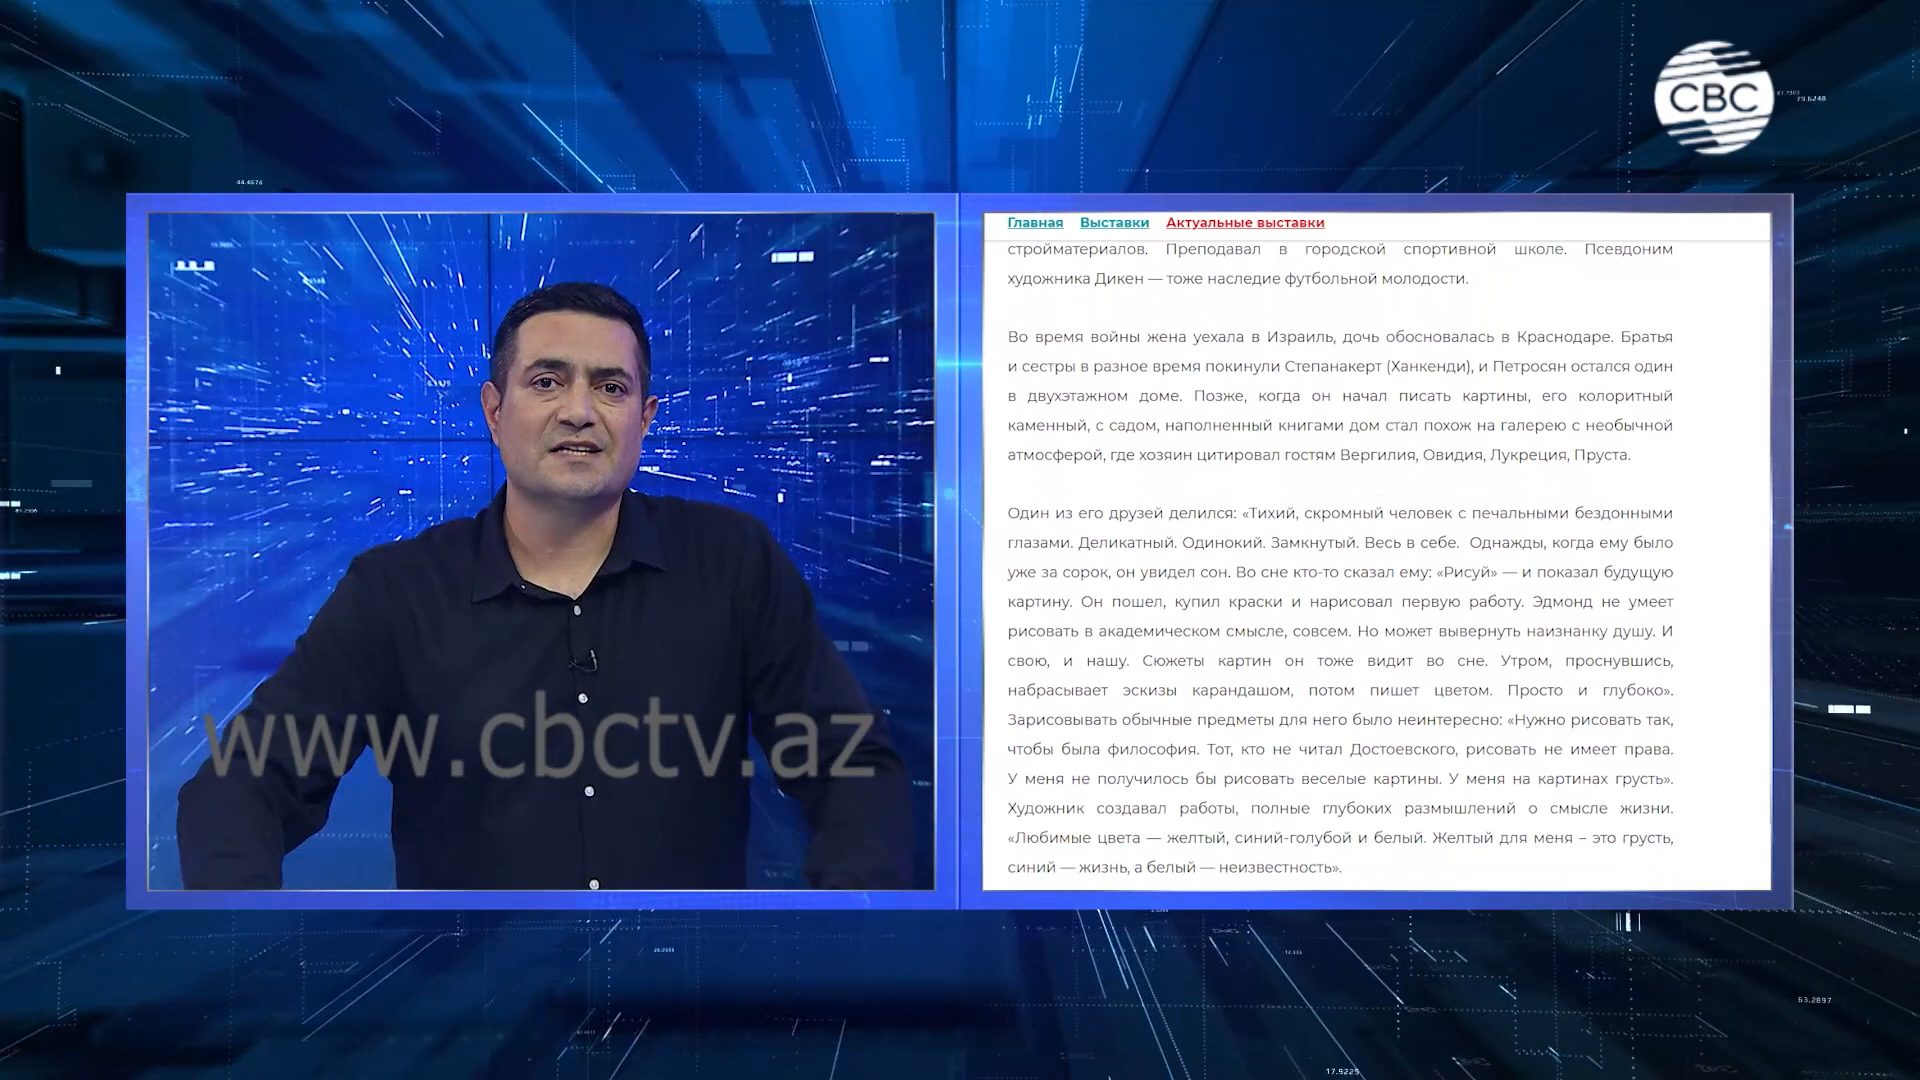 CBC
79.6248
44.4674
Главная Выставки Актуальные выставки
стройматериалов. Преподавал в городской спортивной школе. Псевдоним
художника Дикен — тоже наследие футбольной молодости.
Во время войны жена уехала в Израиль, дочь обосновалась в Краснодаре. Братья
и сестры в разное время покинули Степанакерт (Ханкенди), и Петросян остался один
в двухэтажном доме. Позже, когда он начал писать картины, его колоритный
каменный, с садом, наполненный книгами дом стал похож на галерею с необычной
атмосферой, где хозяин цитировал гостям Вергилия, Овидия, Лукреция, Пруста.
Один из его друзей делился: «Тихий, скромный человек с печальными бездонными
глазами. Деликатный. Одинокий. Замкнутый. Весь в себе. Однажды, когда ему было
уже за сорок, он увидел сон. Во сне кто-то сказал ему: «Рисуй» — и показал будущую
картину. Он пошел, купил краски и нарисовал первую работу. Эдмонд не умеет
рисовать в академическом смысле, совсем. Но может вывернуть наизнанку душу. И
свою, и нашу. Сюжеты картин он тоже видит во сне. Утром, проснувшись,
набрасывает эскизы карандашом, потом пишет цветом. Просто и глубоко».
Зарисовывать обычные предметы для него было неинтересно: «Нужно рисовать так,
чтобы была философия. Тот, кто не читал Достоевского, рисовать не имеет права.
У меня не получилось бы рисовать веселые картины. У меня на картинах грусть».
Художник создавал работы, полные глубоких размышлений о смысле жизни.
«Любимые цвета — желтый, синий-голубой и белый. Желтый для меня – это грусть,
синий — жизнь, а белый — неизвестность».
www.cbctv.az
63.2897
17.9225